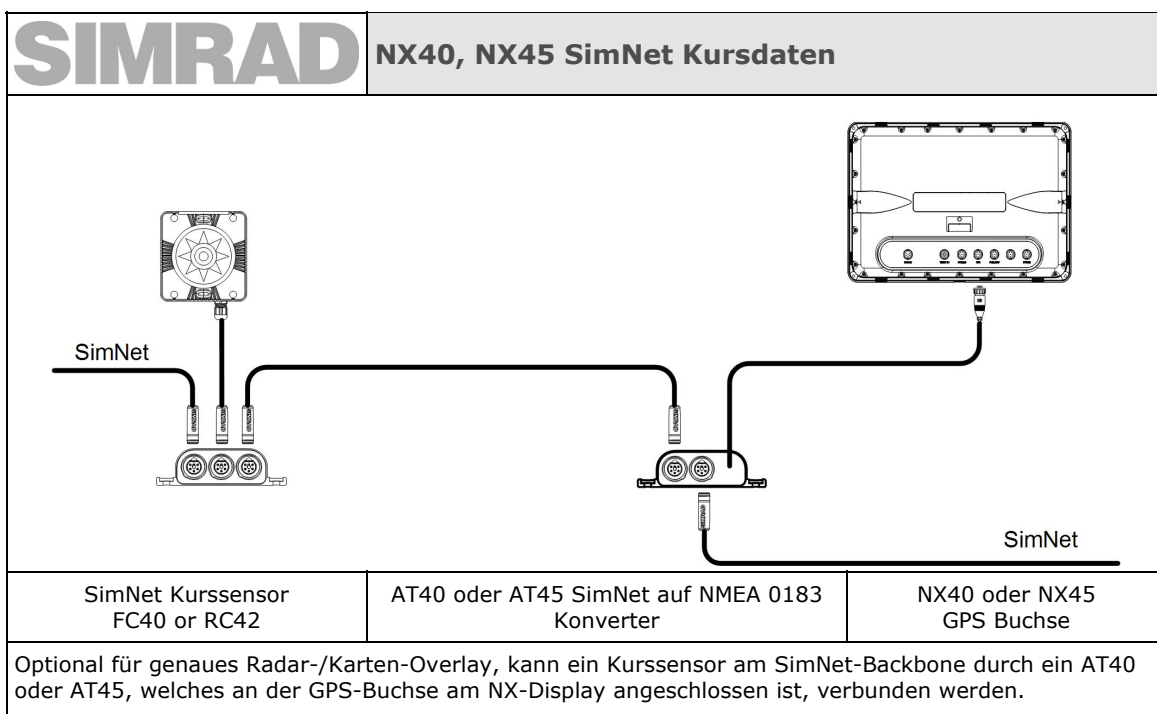 SIMRAD
NX40, NX45 SimNet Kursdaten
SimNet
SimNet
SimNet Kurssensor
FC40 or RC42
AT40 oder AT45 SimNet auf NMEA 0183
Konverter
NX40 oder NX45
GPS Buchse
Optional für genaues Radar-/Karten-Overlay, kann ein Kurssensor am SimNet-Backbone durch ein AT40
oder AT45, welches an der GPS-Buchse am NX-Display angeschlossen ist, verbunden werden.